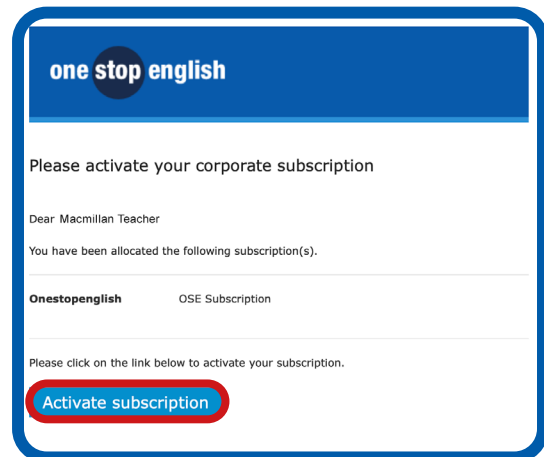 one stop english
Please activate your corporate subscription
Dear Macmillan Teacher
You have been allocated the following subscription(s).
Onestopenglish OSE Subscription
Please click on the link below to activate your subscription.
Activate subscription